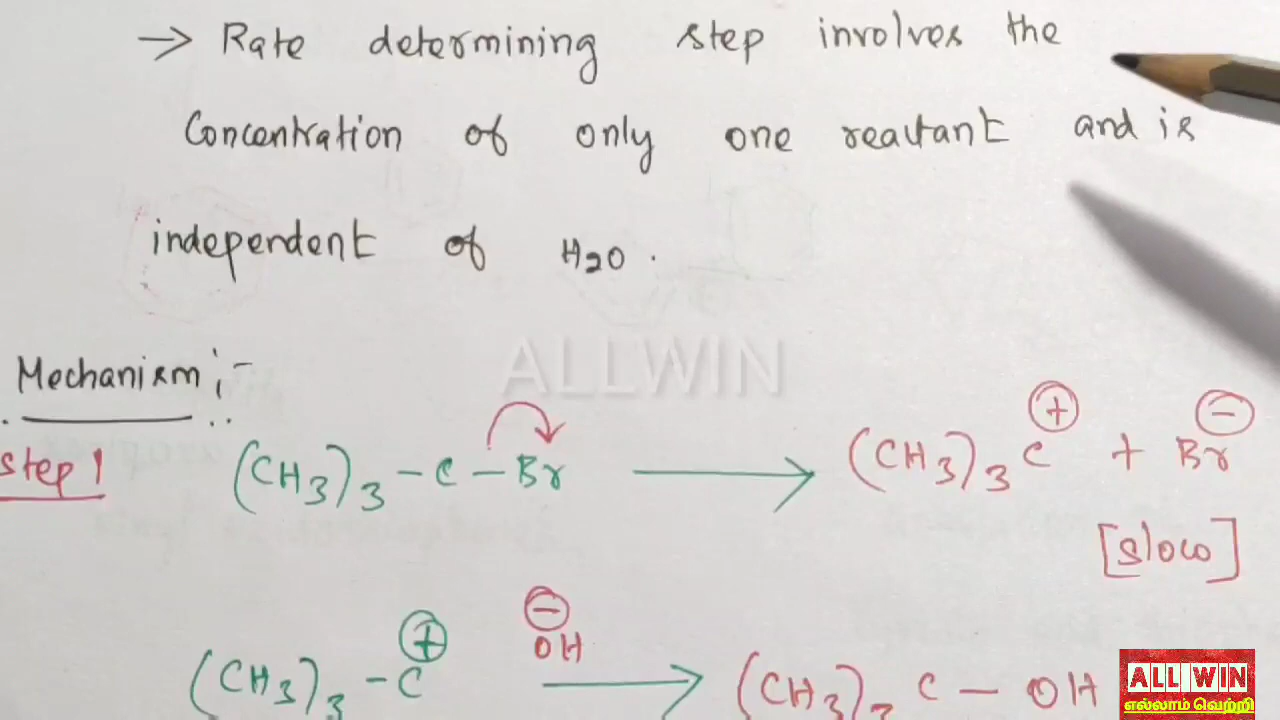 → Rate determining step involves the
Concentration of only one reactant and is
independent of H₂O.
ALLWIN
Mechanism :-
Step 1
(CH₃)₃ – C – Br ⟶ (CH₃)₃ C⊕ + Br⊖
[Slow]
(CH₃)₃ – C⊕ ⊖OH ⟶ (CH₃)₃ C – OH
ALL WIN
எல்லாம் வெற்றி